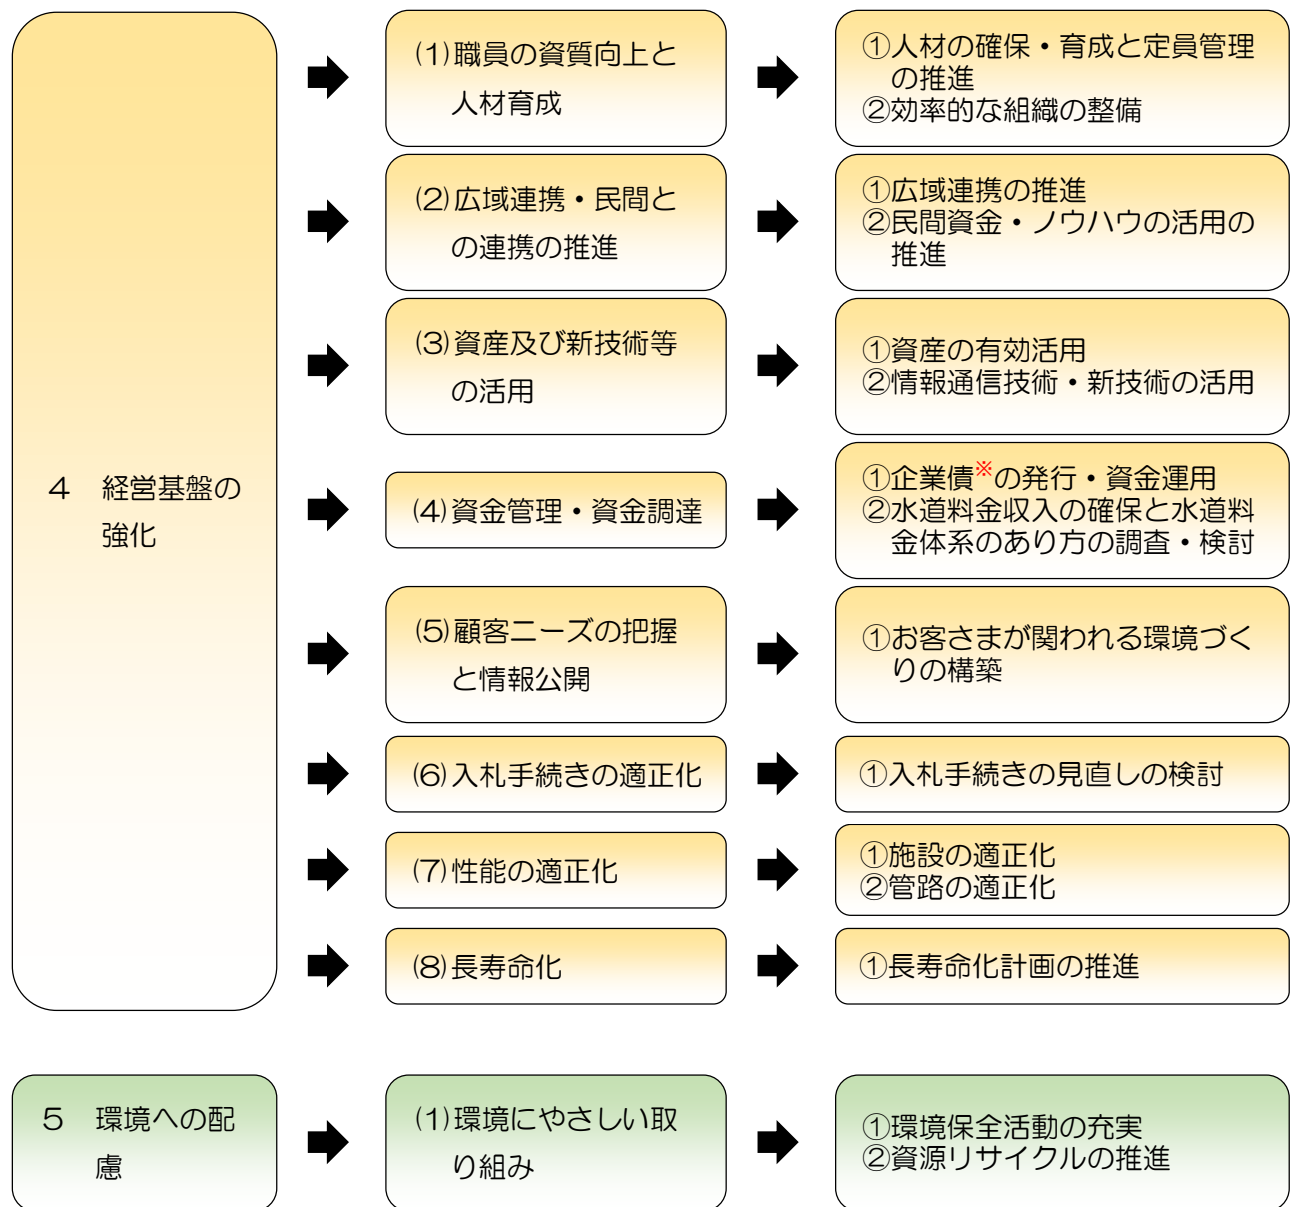 4 経営基盤の
強化
(1)職員の資質向上と
人材育成
①人材の確保・育成と定員管理
の推進
②効率的な組織の整備
(2)広域連携・民間と
の連携の推進
①広域連携の推進
②民間資金・ノウハウの活用の
推進
(3)資産及び新技術等
の活用
①資産の有効活用
②情報通信技術・新技術の活用
(4)資金管理・資金調達
①企業債※の発行・資金運用
②水道料金収入の確保と水道料
金体系のあり方の調査・検討
(5)顧客ニーズの把握
と情報公開
①お客さまが関われる環境づく
りの構築
(6)入札手続きの適正化
①入札手続きの見直しの検討
(7)性能の適正化
①施設の適正化
②管路の適正化
(8)長寿命化
①長寿命化計画の推進
5 環境への配
慮
(1)環境にやさしい取
り組み
①環境保全活動の充実
②資源リサイクルの推進